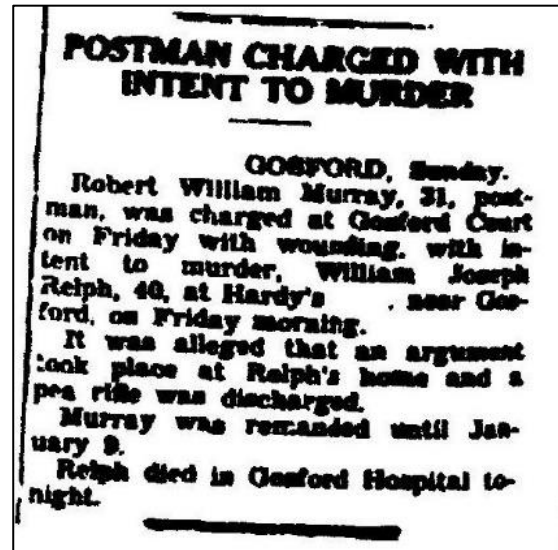 POSTMAN CHARGED WITH
INTENT TO MURDER
GOSFORD, Sunday.
Robert William Murray, 31, post-
man, was charged at Gosford Court
on Friday with wounding, with in-
tent to murder, William Joseph
Relph, 40, at Hardy's , near Gos-
ford, on Friday morning.
It was alleged that an argument
took place at Relph's home and a
pea rifle was discharged.
Murray was remanded until Jan-
uary 9.
Relph died in Gosford Hospital to-
night.